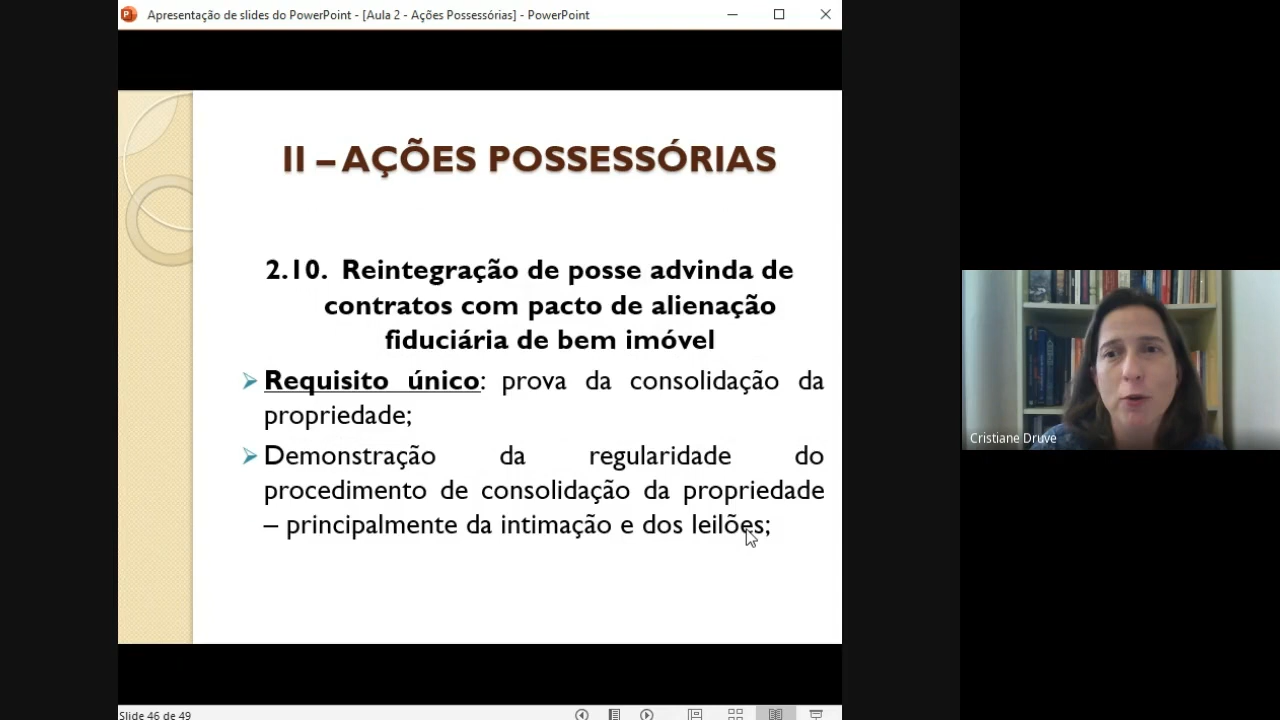 Apresentação de slides do PowerPoint - [Aula 2 - Ações Possessórias] - PowerPoint
II – AÇÕES POSSESSÓRIAS
2.10. Reintegração de posse advinda de
contratos com pacto de alienação
fiduciária de bem imóvel
Requisito único: prova da consolidação da
propriedade;
Demonstração da regularidade do
procedimento de consolidação da propriedade
– principalmente da intimação e dos leilões;
Cristiane Druve
Slide 46 de 49